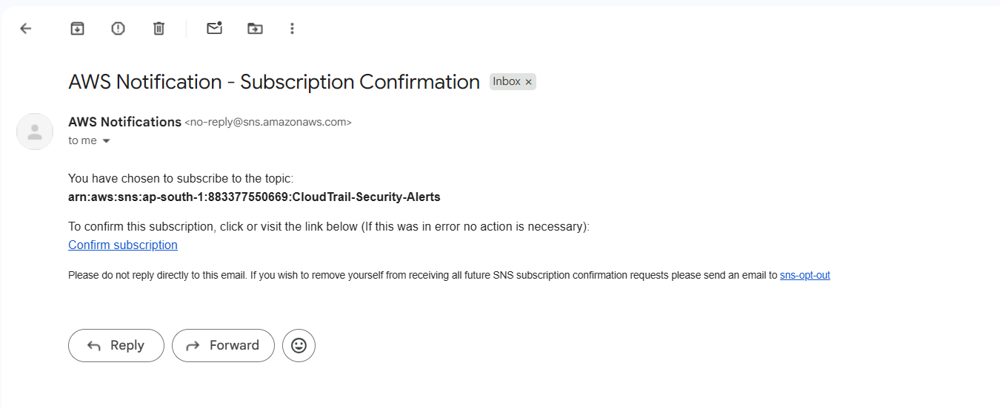 AWS Notification - Subscription Confirmation Inbox ×
AWS Notifications <no-reply@sns.amazonaws.com>
to me
You have chosen to subscribe to the topic:
arn:aws:sns:ap-south-1:883377550669:CloudTrail-Security-Alerts
To confirm this subscription, click or visit the link below (If this was in error no action is necessary):
Confirm subscription
Please do not reply directly to this email. If you wish to remove yourself from receiving all future SNS subscription confirmation requests please send an email to sns-opt-out
Reply Forward